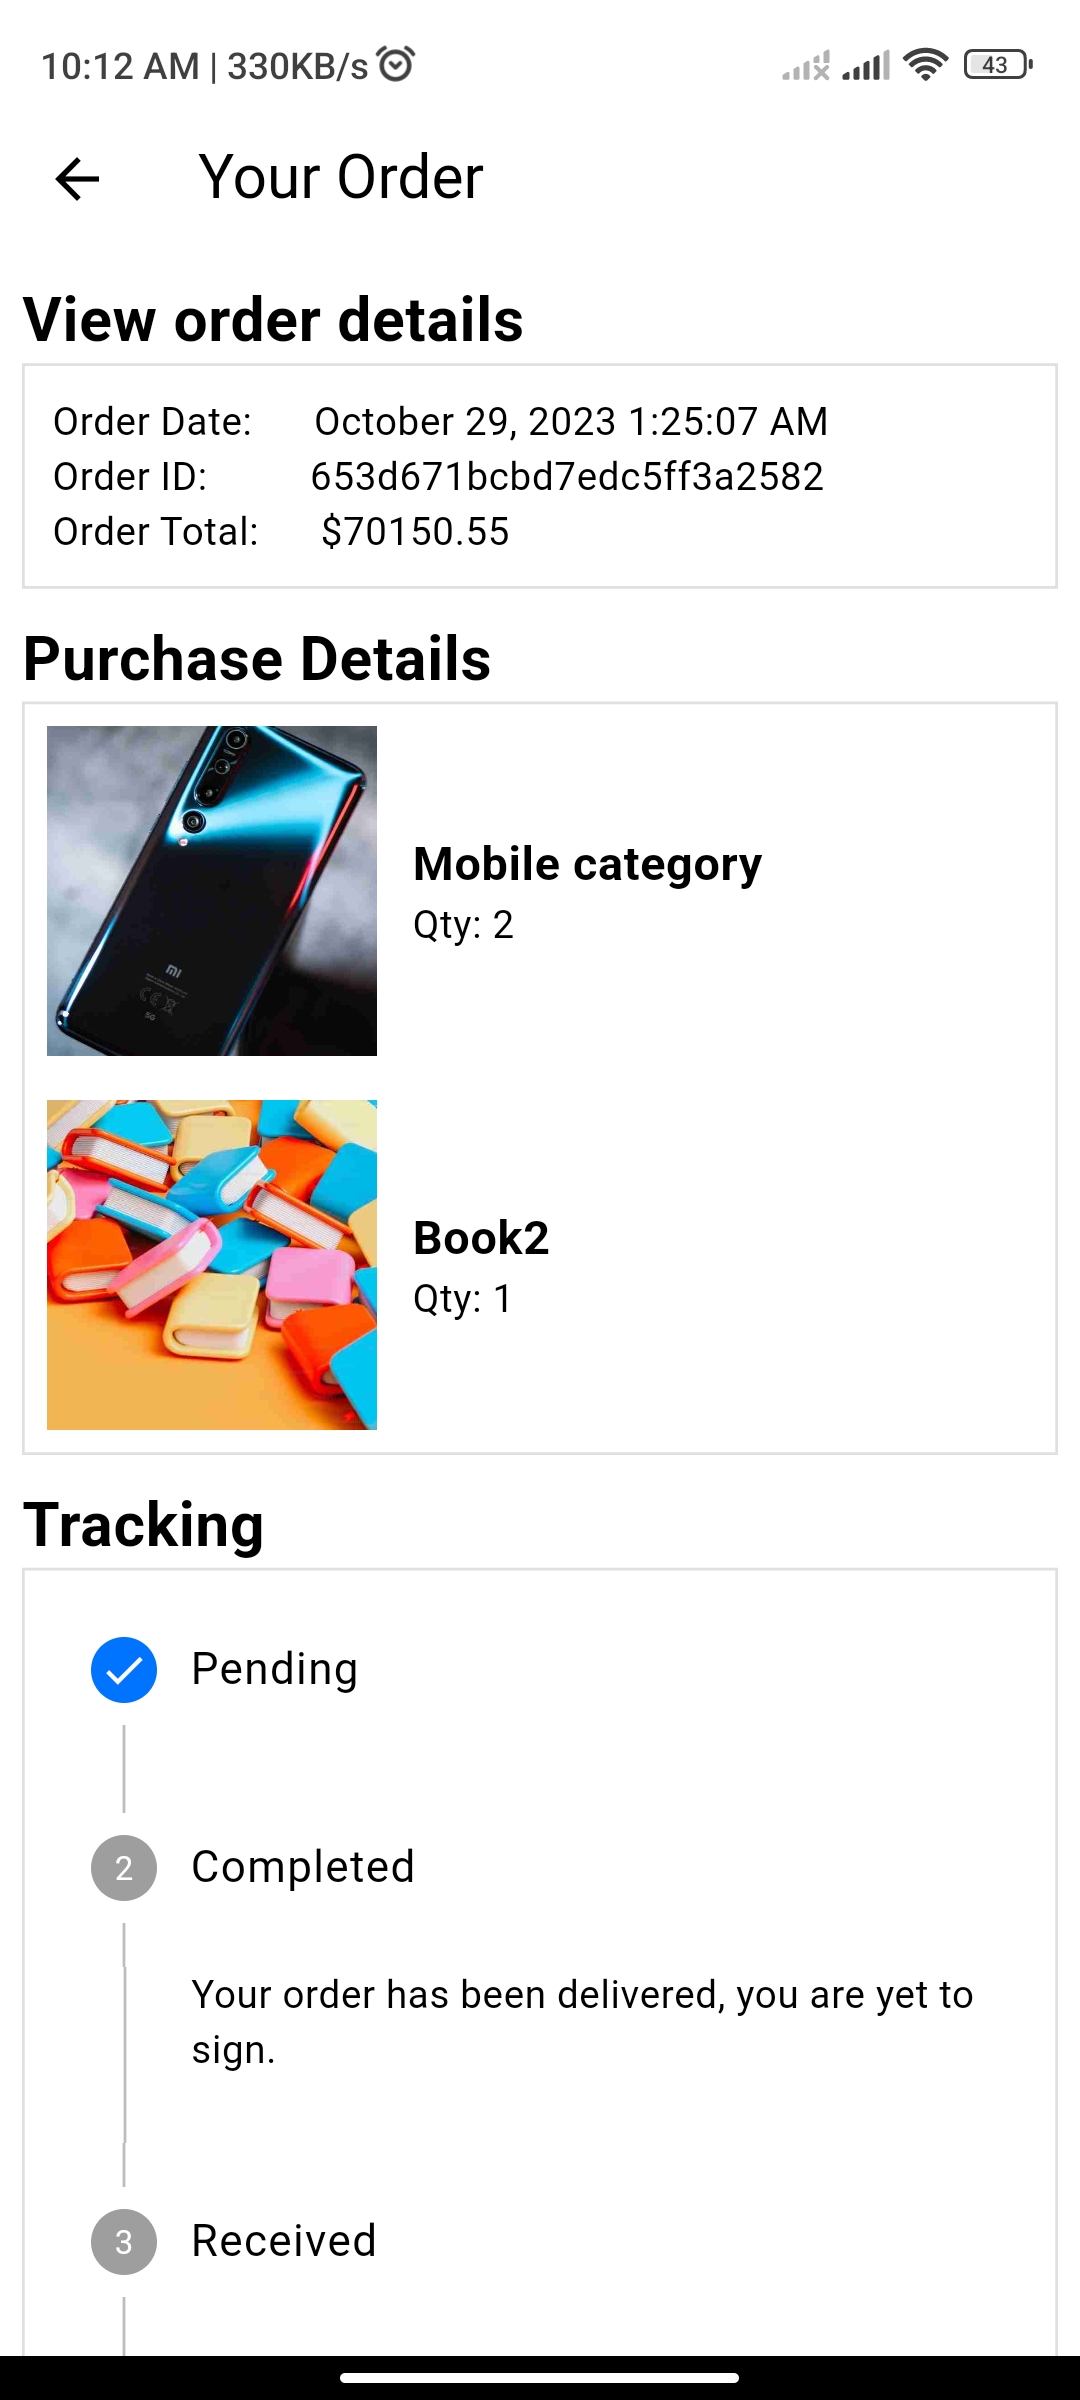 10:12 AM | 330KB/s
43
Your Order
View order details
Order Date: October 29, 2023 1:25:07 AM
Order ID: 653d671bcbd7edc5ff3a2582
Order Total: $70150.55
Purchase Details
Mobile category
Qty: 2
mi
5G
Book2
Qty: 1
Tracking
Pending
2 Completed
Your order has been delivered, you are yet to
sign.
3 Received